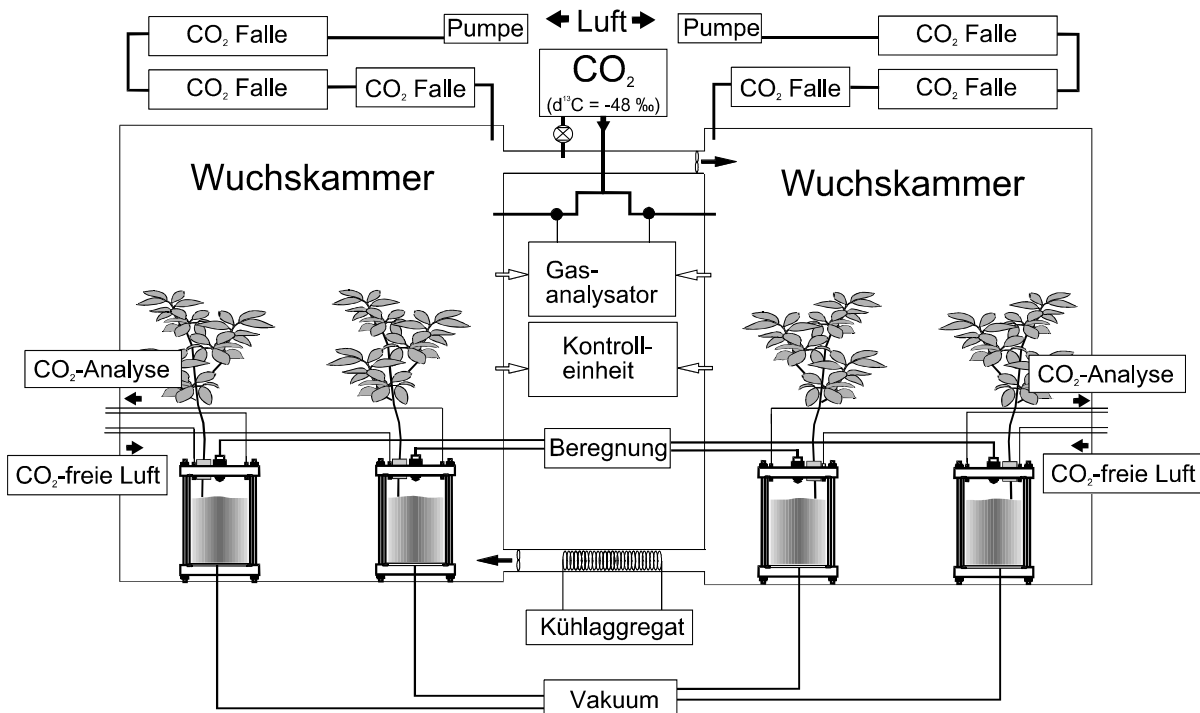 Pumpe
Luft
Pumpe
CO₂ Falle
CO₂ Falle
CO₂ Falle
CO₂
(d¹³C = -48 ‰)
CO₂ Falle
CO₂ Falle
CO₂ Falle
Wuchskammer
Wuchskammer
Gas-
analysator
Kontroll-
einheit
CO₂-Analyse
CO₂-Analyse
Beregnung
CO₂-freie Luft
CO₂-freie Luft
Kühlaggregat
Vakuum